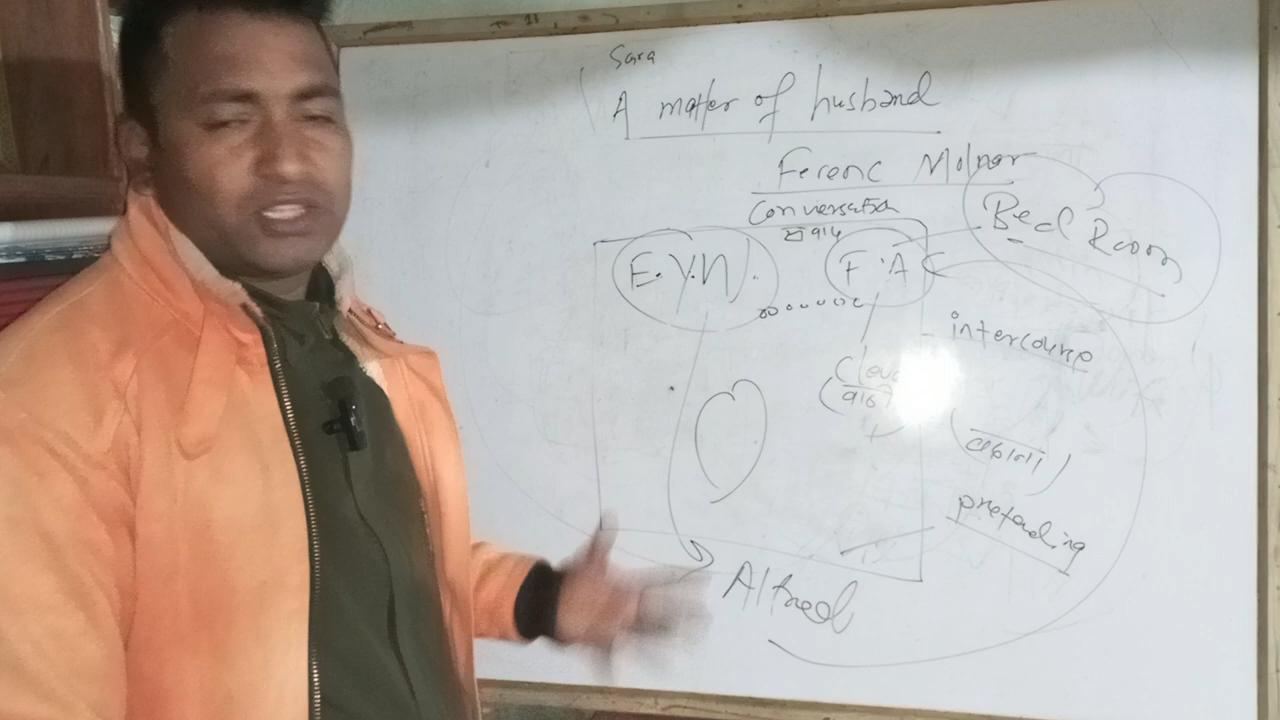 Sara
A matter of husband
Ferenc Molnar
Conversation
Bed Room
E.Y.W.
F.A
intercourse
pretending
Alfred